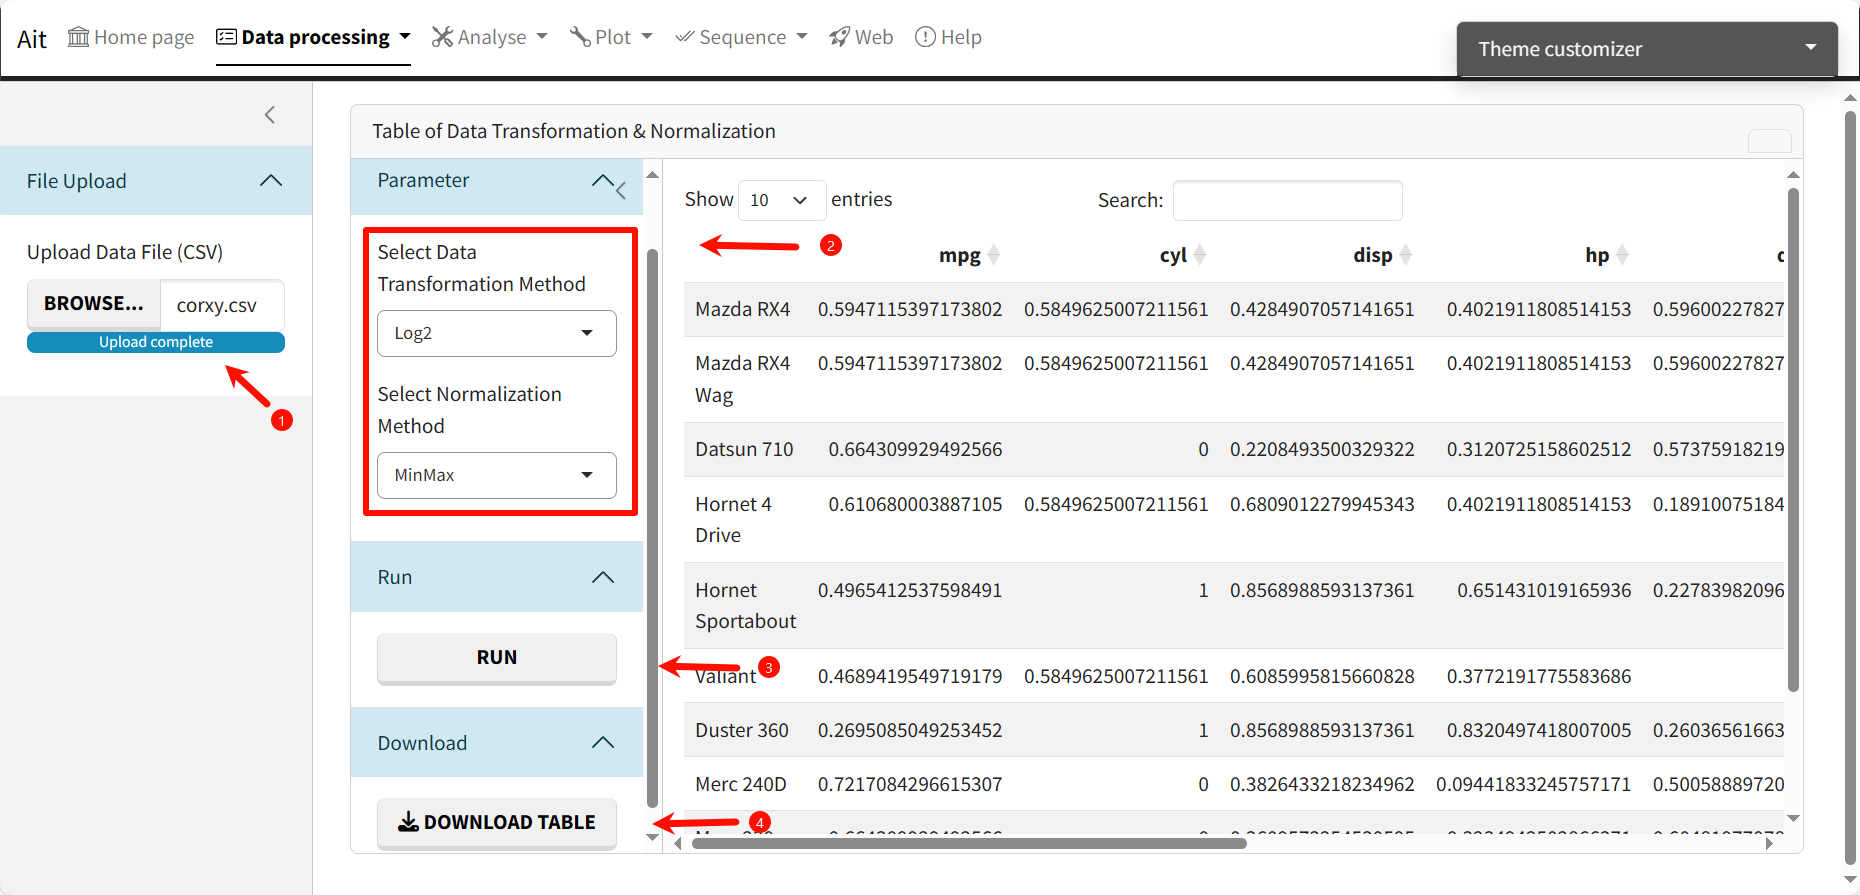 Ait Home page Data processing Analyse Plot Sequence Web Help Theme customizer
Table of Data Transformation & Normalization
File Upload
Upload Data File (CSV)
BROWSE... corxy.csv
Upload complete
1
Parameter
Select Data
Transformation Method
Log2
Select Normalization
Method
MinMax
Run
RUN
Download
DOWNLOAD TABLE
Show 10 entries Search:
2
mpg cyl disp hp
Mazda RX4 0.5947115397173802 0.5849625007211561 0.4284907057141651 0.4021911808514153 0.59600227827
Mazda RX4 0.5947115397173802 0.5849625007211561 0.4284907057141651 0.4021911808514153 0.59600227827
Wag
Datsun 710 0.664309929492566 0 0.2208493500329322 0.3120725158602512 0.57375918219
Hornet 4 0.610680003887105 0.5849625007211561 0.6809012279945343 0.4021911808514153 0.18910075184
Drive
Hornet 0.4965412537598491 1 0.8568988593137361 0.651431019165936 0.22783982096
Sportabout
3
Valiant 0.4689419549719179 0.5849625007211561 0.6085995815660828 0.3772191775583686
Duster 360 0.2695085049253452 1 0.8568988593137361 0.8320497418007005 0.26036561663
Merc 240D 0.7217084296615307 0 0.3826433218234962 0.09441833245757171 0.50058889720
4